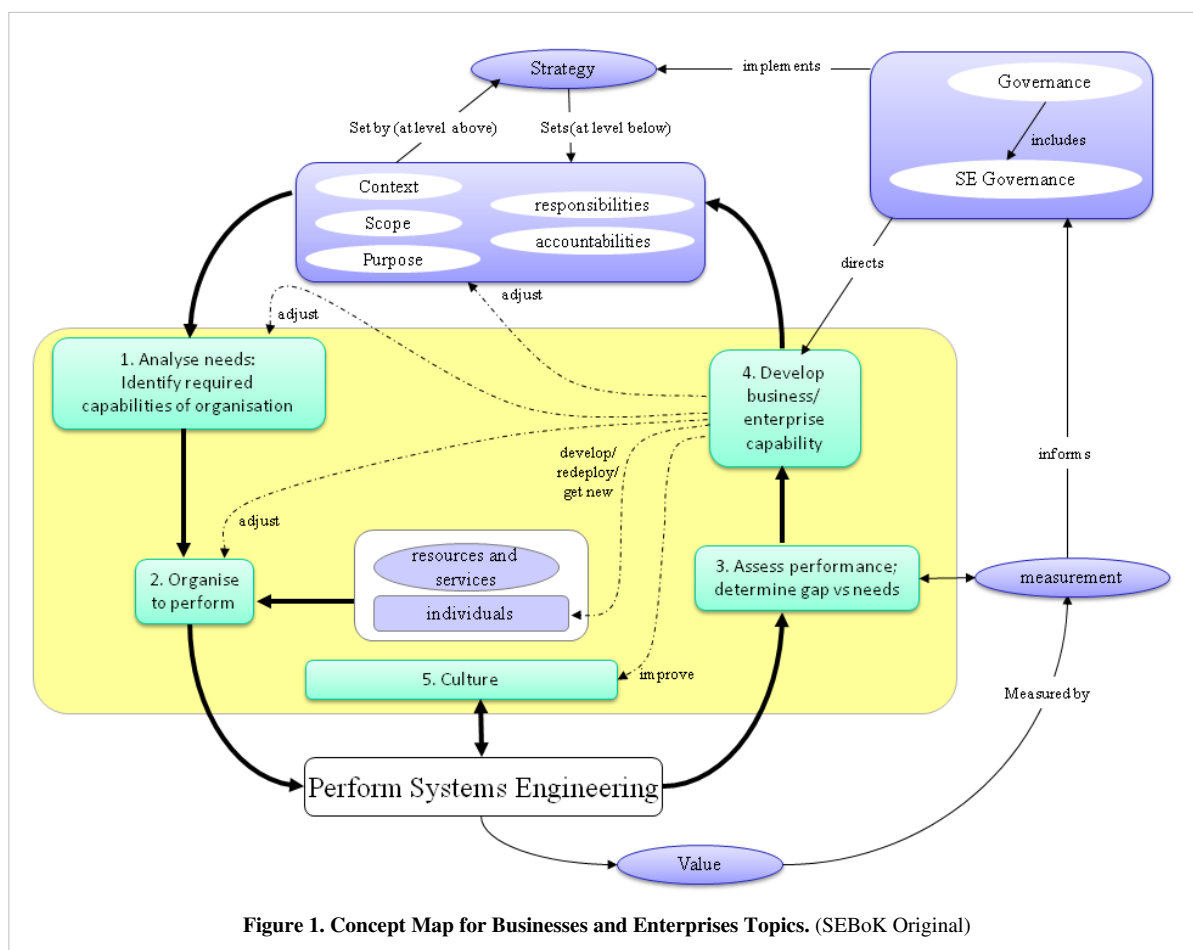 Strategy
implements
Governance
includes
SE Governance
Set by (at level above)
Sets(at level below)
Context
Scope
Purpose
responsibilities
accountabilities
directs
adjust
adjust
1. Analyse needs:
Identify required
capabilities of organisation
4. Develop
business/
enterprise
capability
develop/
redeploy/
get new
informs
adjust
resources and
services
individuals
2. Organise
to perform
3. Assess performance;
determine gap vs needs
measurement
5. Culture
improve
Measured by
Perform Systems Engineering
Value
Figure 1. Concept Map for Businesses and Enterprises Topics. (SEBoK Original)